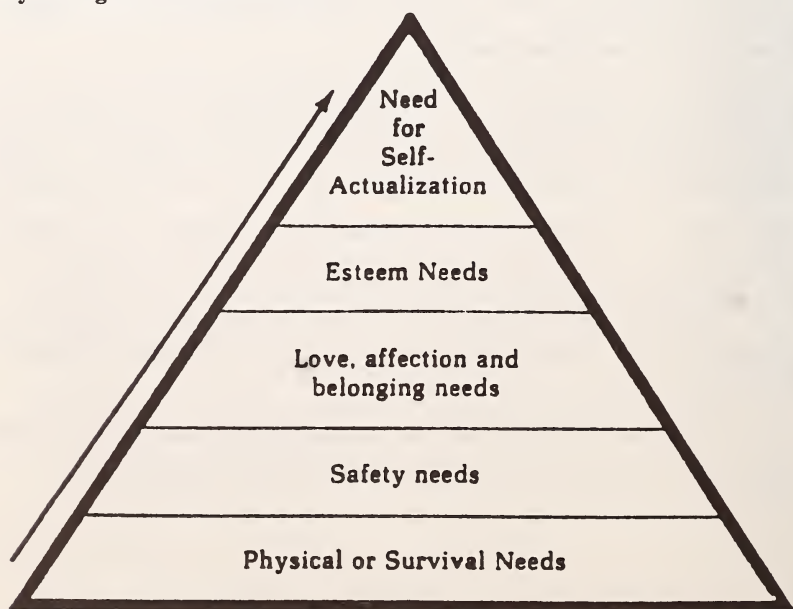 Need
for
Self-
Actualization
Esteem Needs
Love, affection and
belonging needs
Safety needs
Physical or Survival Needs